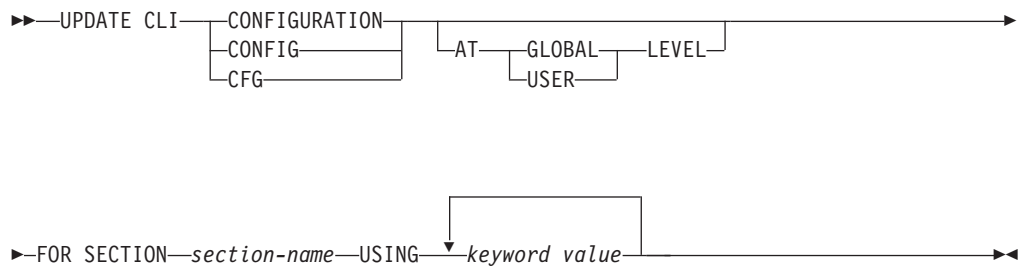 UPDATE CLI CONFIGURATION
CONFIG
CFG
AT GLOBAL LEVEL
USER
FOR SECTION section-name USING keyword value